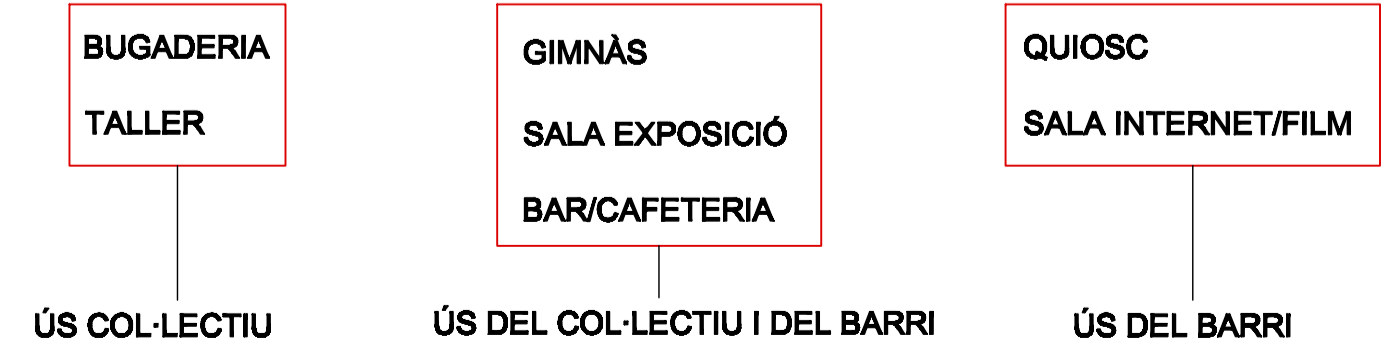 BUGADERIA
TALLER
ÚS COL·LECTIU
GIMNÀS
SALA EXPOSICIÓ
BAR/CAFETERIA
ÚS DEL COL·LECTIU I DEL BARRI
QUIOSC
SALA INTERNET/FILM
ÚS DEL BARRI